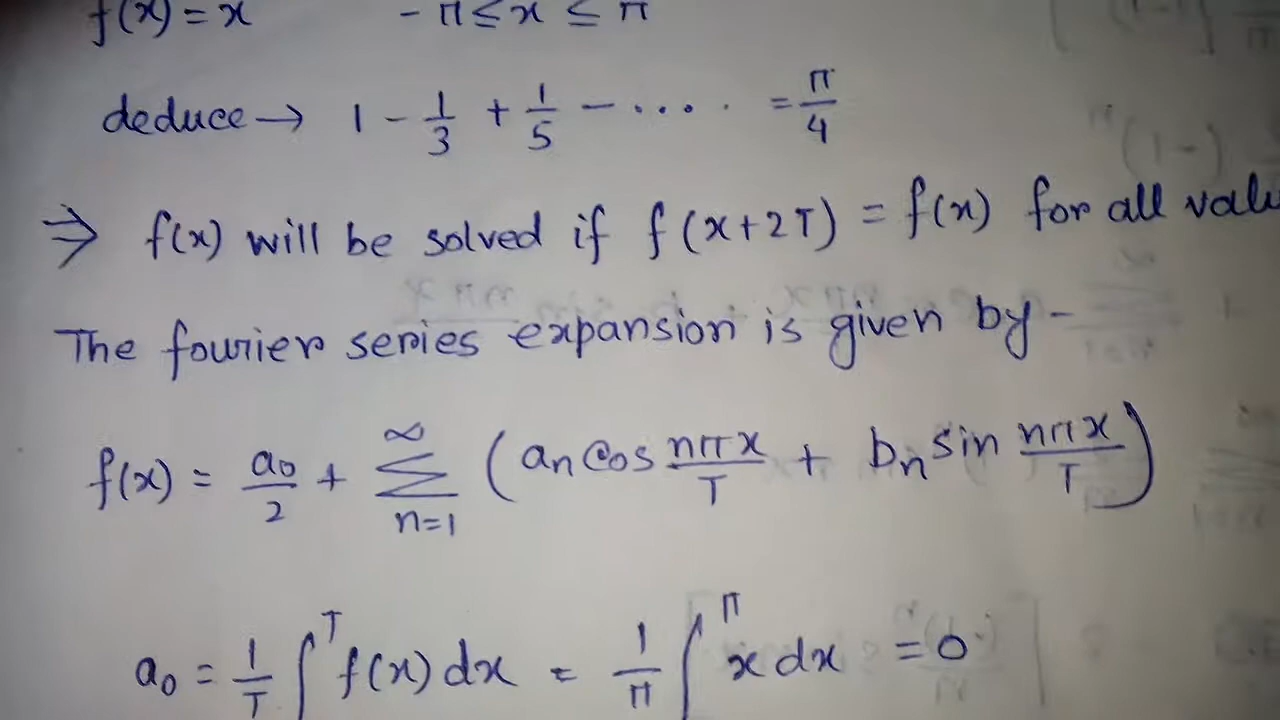 f(x) = x - π ≤ x ≤ π
deduce → 1 - 1/3 + 1/5 - .... = π/4
⇒ f(x) will be solved if f(x+2T) = f(x) for all valu
The fourier series expansion is given by -
f(x) = a₀/2 + ∑_{n=1}^{∞} (aₙ cos nπx/T + bₙ sin nπx/T)
a₀ = 1/T ∫^T f(x) dx = 1/π ∫^π x dx = 0